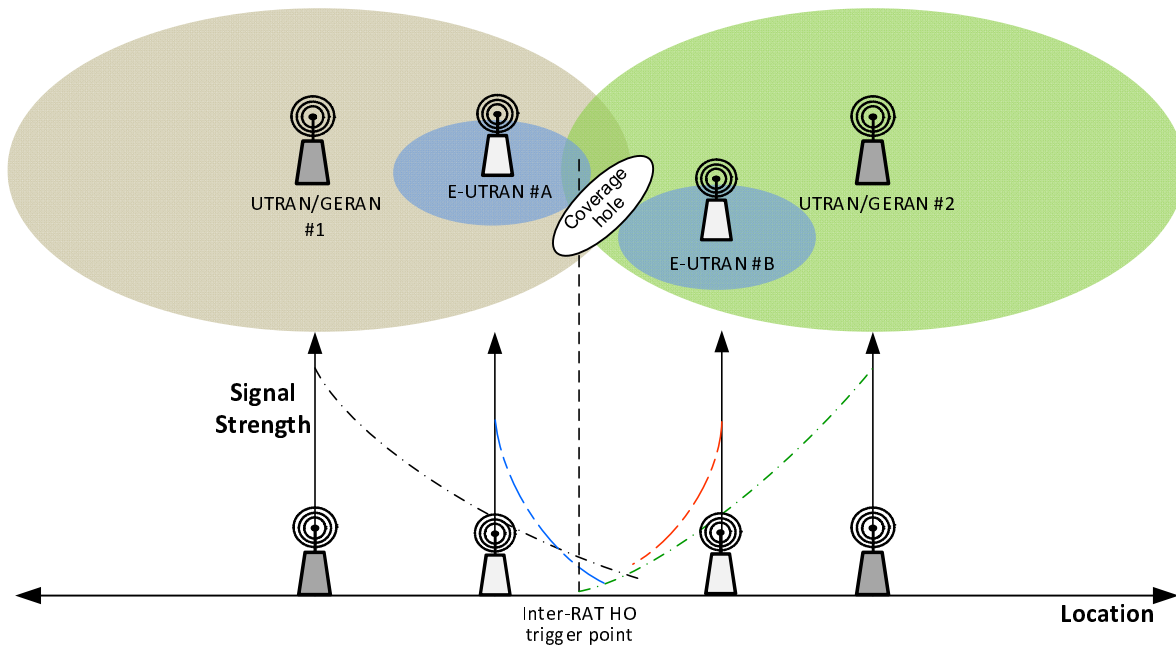 E-UTRAN #A
UTRAN/GERAN
#1
Coverage
hole
UTRAN/GERAN #2
E-UTRAN #B
Signal
Strength
Inter-RAT HO
trigger point
Location